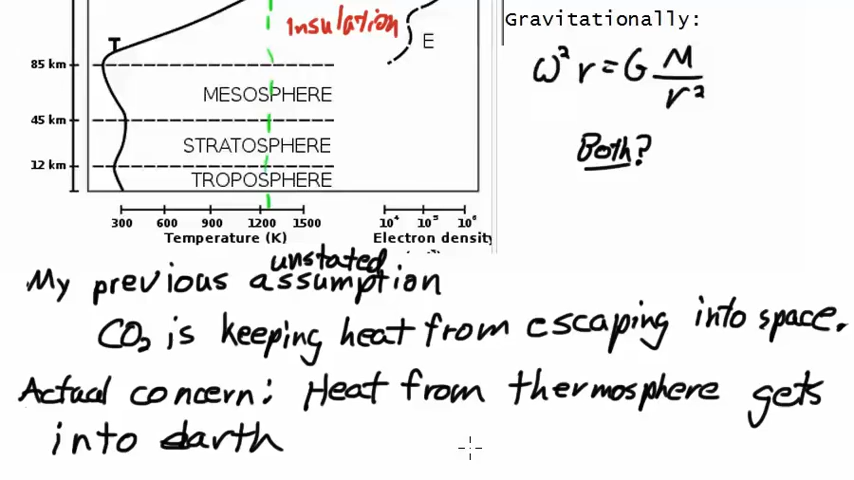 Gravitationally:
Insulation
E
ω² r = G M/r²
T
85 km
MESOSPHERE
Both?
45 km
STRATOSPHERE
12 km
TROPOSPHERE
300 600 900 1200 1500 10⁴ 10⁵ 10⁶
Temperature (K) Electron density
unstated
My previous assumption
CO₂ is keeping heat from escaping into space.
Actual concern: Heat from thermosphere gets
into earth